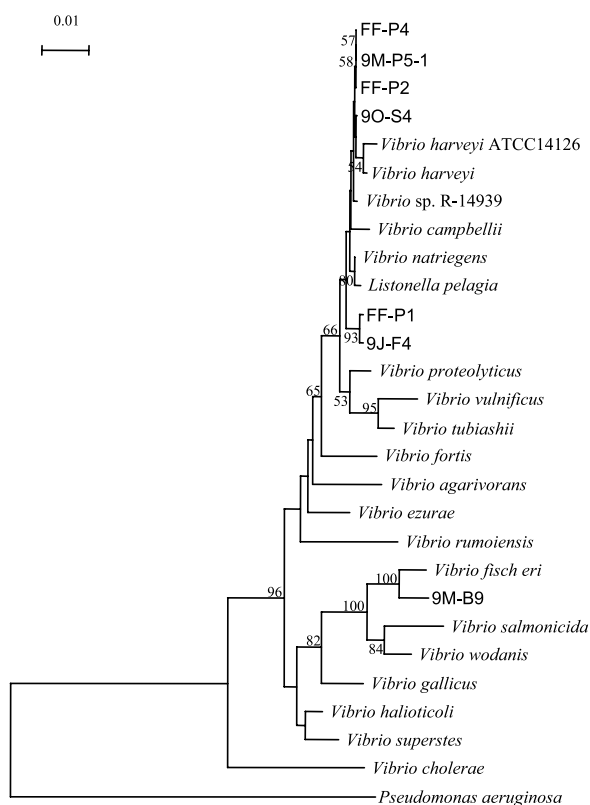 0.01
FF-P4
57
9M-P5-1
58
FF-P2
9O-S4
Vibrio harveyi ATCC14126
54
Vibrio harveyi
Vibrio sp. R-14939
Vibrio campbellii
Vibrio natriegens
80
Listonella pelagia
FF-P1
66
93
9J-F4
Vibrio proteolyticus
65
53
95
Vibrio vulnificus
Vibrio tubiashii
Vibrio fortis
Vibrio agarivorans
Vibrio ezurae
Vibrio rumoiensis
Vibrio fisch eri
100
96
9M-B9
100
Vibrio salmonicida
82
84
Vibrio wodanis
Vibrio gallicus
Vibrio halioticoli
Vibrio superstes
Vibrio cholerae
Pseudomonas aeruginosa